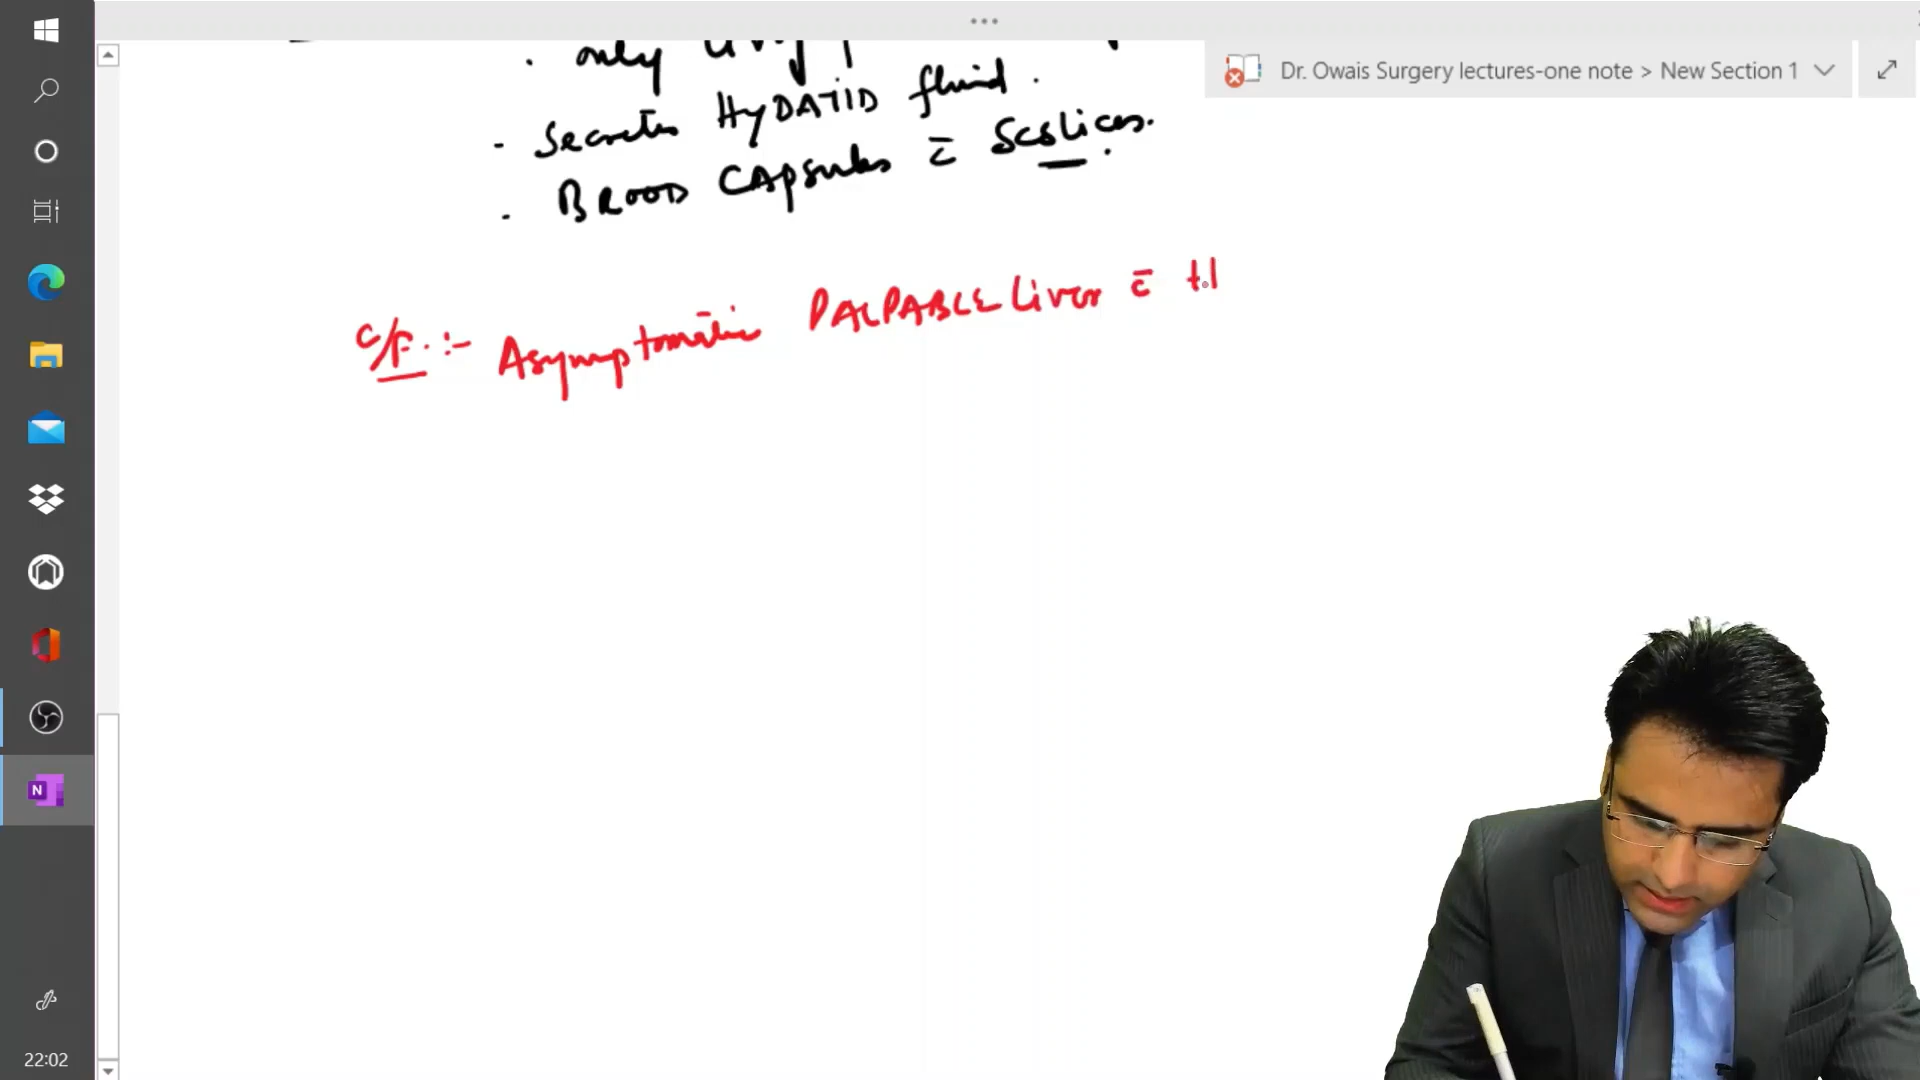 Dr. Owais Surgery lectures-one note > New Section 1
. only
- Secretes HYDATID fluid.
. BROOD CAPsules c̄ Scolices.
C/F. :- Asymptomatic PALPABLE Liver c̄
N
22:02